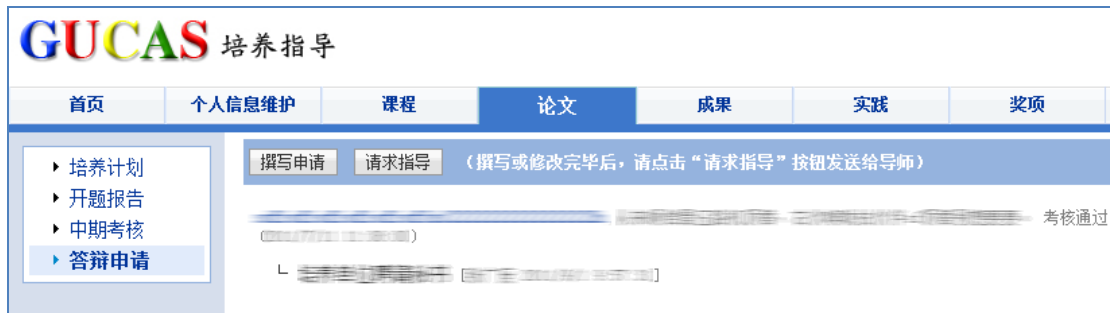 GUCAS 培养指导
首页 个人信息维护 课程 论文 成果 实践 奖项
培养计划
开题报告
中期考核
答辩申请
撰写申请 请求指导 （撰写或修改完毕后，请点击“请求指导”按钮发送给导师）
考核通过